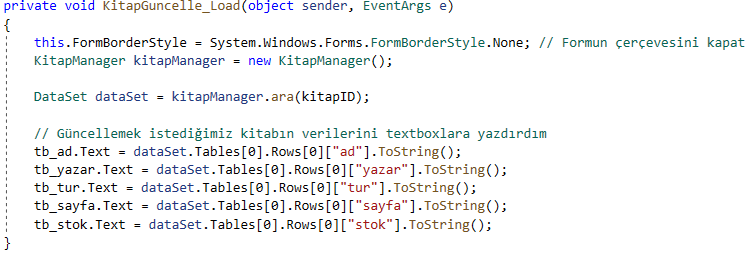 private void KitapGuncelle_Load(object sender, EventArgs e)
{
    this.FormBorderStyle = System.Windows.Forms.FormBorderStyle.None; // Formun çerçevesini kapat
    KitapManager kitapManager = new KitapManager();

    DataSet dataSet = kitapManager.ara(kitapID);

    // Güncellemek istediğimiz kitabın verilerini textboxlara yazdırdım
    tb_ad.Text = dataSet.Tables[0].Rows[0]["ad"].ToString();
    tb_yazar.Text = dataSet.Tables[0].Rows[0]["yazar"].ToString();
    tb_tur.Text = dataSet.Tables[0].Rows[0]["tur"].ToString();
    tb_sayfa.Text = dataSet.Tables[0].Rows[0]["sayfa"].ToString();
    tb_stok.Text = dataSet.Tables[0].Rows[0]["stok"].ToString();
}